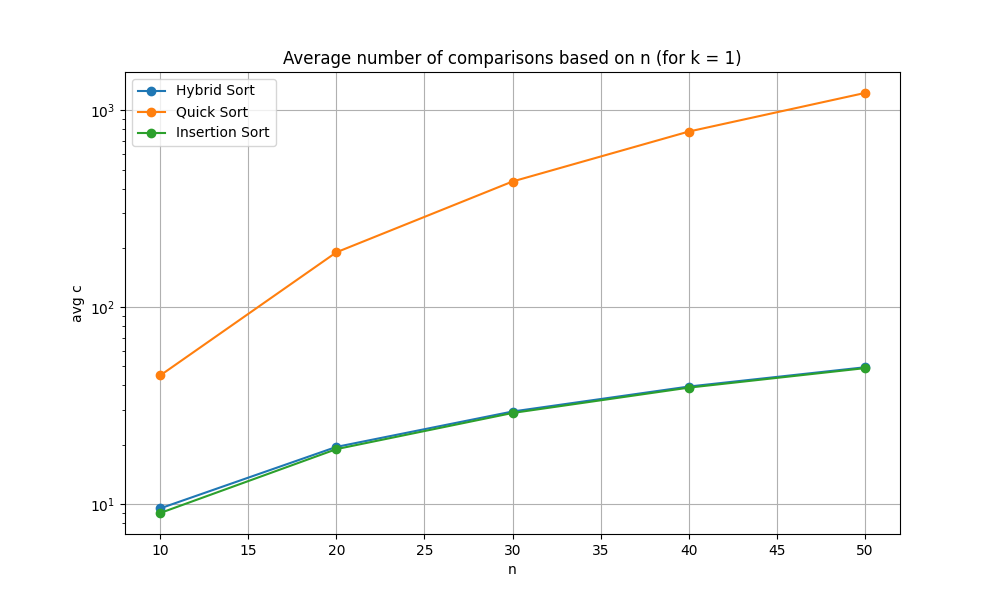 Average number of comparisons based on n (for k = 1)
Hybrid Sort
Quick Sort
Insertion Sort
10³
10²
10¹
avg c
10 15 20 25 30 35 40 45 50
n